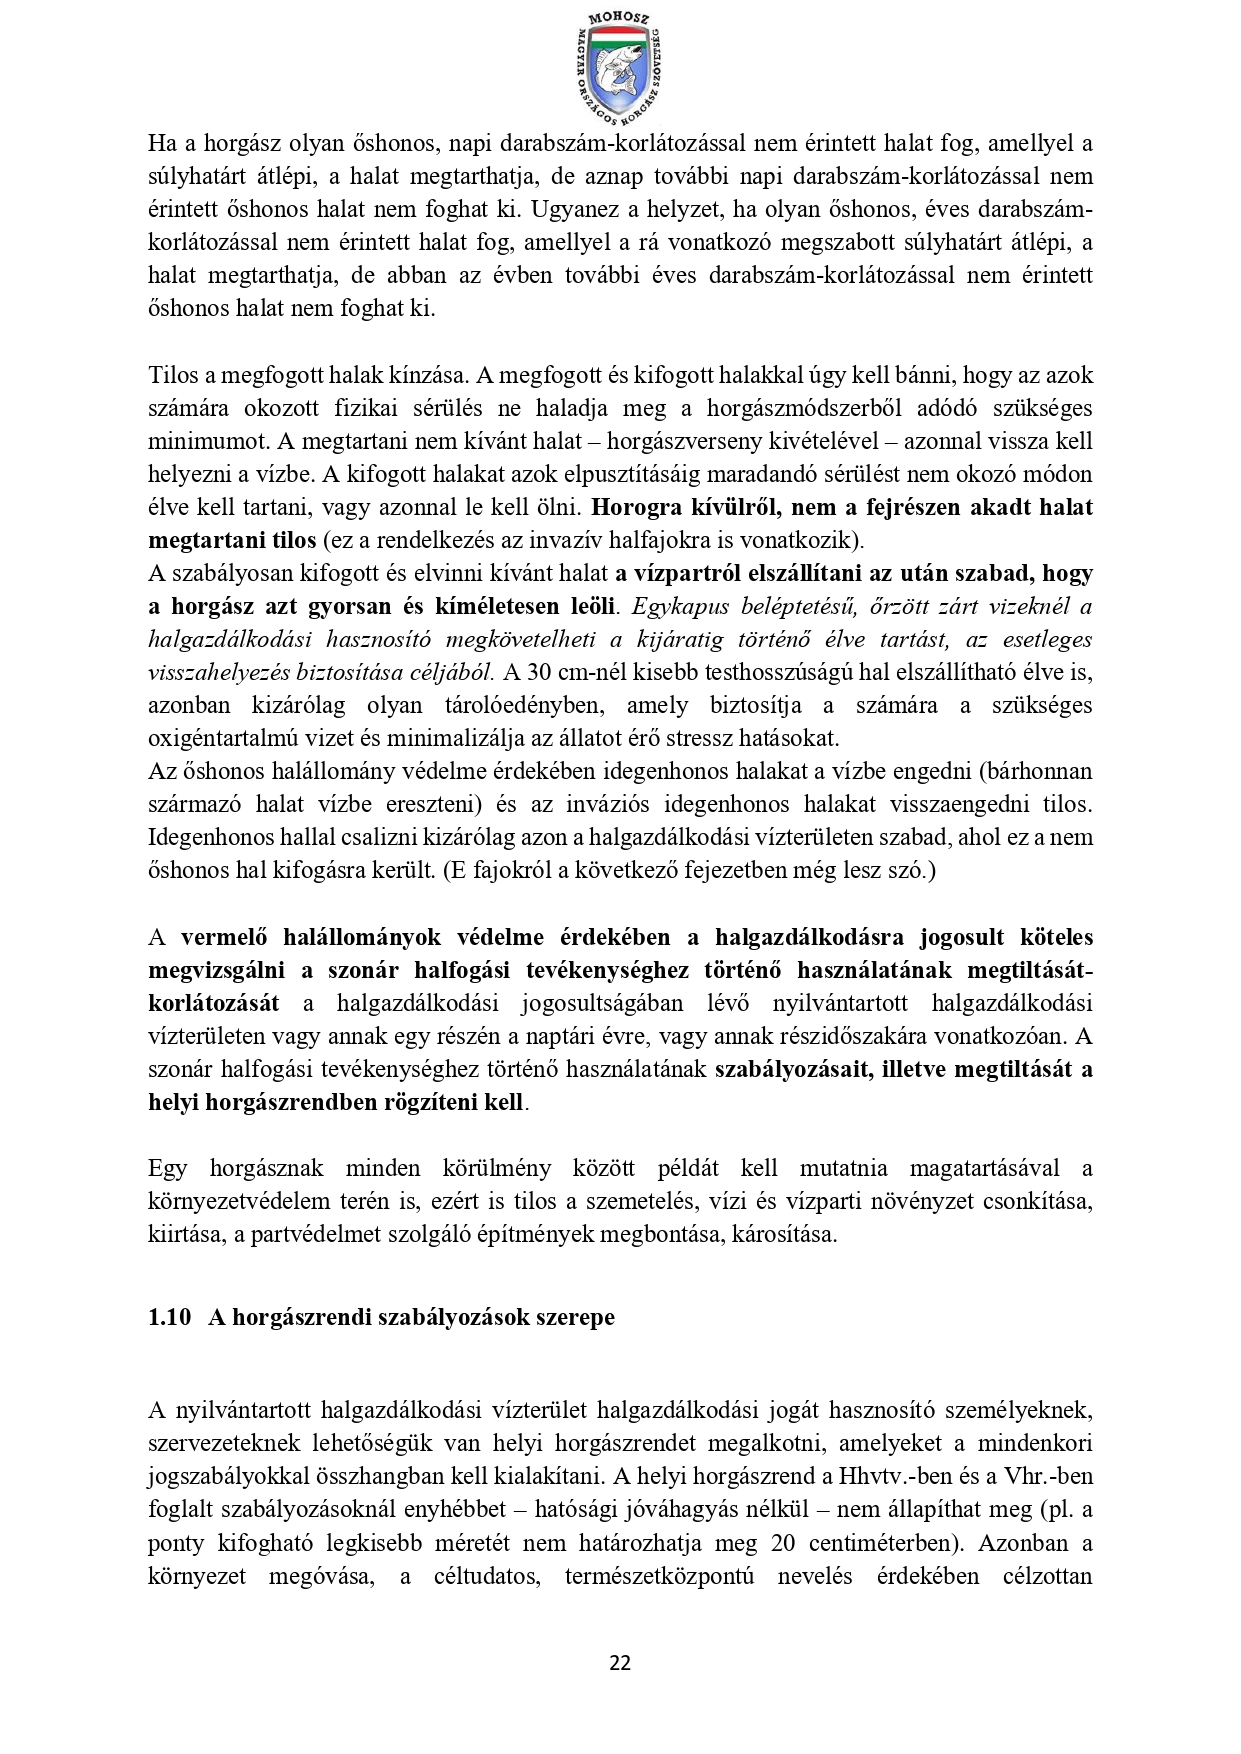 MOHOSZ
MAGYAR ORSZÁGOS HORGÁSZ SZÖVETSÉG
Ha a horgász olyan őshonos, napi darabszám-korlátozással nem érintett halat fog, amellyel a
súlyhatárt átlépi, a halat megtarthatja, de aznap további napi darabszám-korlátozással nem
érintett őshonos halat nem foghat ki. Ugyanez a helyzet, ha olyan őshonos, éves darabszám-
korlátozással nem érintett halat fog, amellyel a rá vonatkozó megszabott súlyhatárt átlépi, a
halat megtarthatja, de abban az évben további éves darabszám-korlátozással nem érintett
őshonos halat nem foghat ki.
Tilos a megfogott halak kínzása. A megfogott és kifogott halakkal úgy kell bánni, hogy az azok
számára okozott fizikai sérülés ne haladja meg a horgászmódszerből adódó szükséges
minimumot. A megtartani nem kívánt halat – horgászverseny kivételével – azonnal vissza kell
helyezni a vízbe. A kifogott halakat azok elpusztításáig maradandó sérülést nem okozó módon
élve kell tartani, vagy azonnal le kell ölni. Horogra kívülről, nem a fejrészen akadt halat
megtartani tilos (ez a rendelkezés az invazív halfajokra is vonatkozik).
A szabályosan kifogott és elvinni kívánt halat a vízpartról elszállítani az után szabad, hogy
a horgász azt gyorsan és kíméletesen leöli. Egykapus beléptetésű, őrzött zárt vizeknél a
halgazdálkodási hasznosító megkövetelheti a kijáratig történő élve tartást, az esetleges
visszahelyezés biztosítása céljából. A 30 cm-nél kisebb testhosszúságú hal elszállítható élve is,
azonban kizárólag olyan tárolóedényben, amely biztosítja a számára a szükséges
oxigéntartalmú vizet és minimalizálja az állatot érő stressz hatásokat.
Az őshonos halállomány védelme érdekében idegenhonos halakat a vízbe engedni (bárhonnan
származó halat vízbe ereszteni) és az inváziós idegenhonos halakat visszaengedni tilos.
Idegenhonos hallal csalizni kizárólag azon a halgazdálkodási vízterületen szabad, ahol ez a nem
őshonos hal kifogásra került. (E fajokról a következő fejezetben még lesz szó.)
A vermelő halállományok védelme érdekében a halgazdálkodásra jogosult köteles
megvizsgálni a szonár halfogási tevékenységhez történő használatának megtiltását-
korlátozását a halgazdálkodási jogosultságában lévő nyilvántartott halgazdálkodási
vízterületen vagy annak egy részén a naptári évre, vagy annak részidőszakára vonatkozóan. A
szonár halfogási tevékenységhez történő használatának szabályozásait, illetve megtiltását a
helyi horgászrendben rögzíteni kell.
Egy horgásznak minden körülmény között példát kell mutatnia magatartásával a
környezetvédelem terén is, ezért is tilos a szemetelés, vízi és vízparti növényzet csonkítása,
kiirtása, a partvédelmet szolgáló építmények megbontása, károsítása.
1.10 A horgászrendi szabályozások szerepe
A nyilvántartott halgazdálkodási vízterület halgazdálkodási jogát hasznosító személyeknek,
szervezeteknek lehetőségük van helyi horgászrendet megalkotni, amelyeket a mindenkori
jogszabályokkal összhangban kell kialakítani. A helyi horgászrend a Hhvtv.-ben és a Vhr.-ben
foglalt szabályozásoknál enyhébbet – hatósági jóváhagyás nélkül – nem állapíthat meg (pl. a
ponty kifogható legkisebb méretét nem határozhatja meg 20 centiméterben). Azonban a
környezet megóvása, a céltudatos, természetközpontú nevelés érdekében célzottan
22